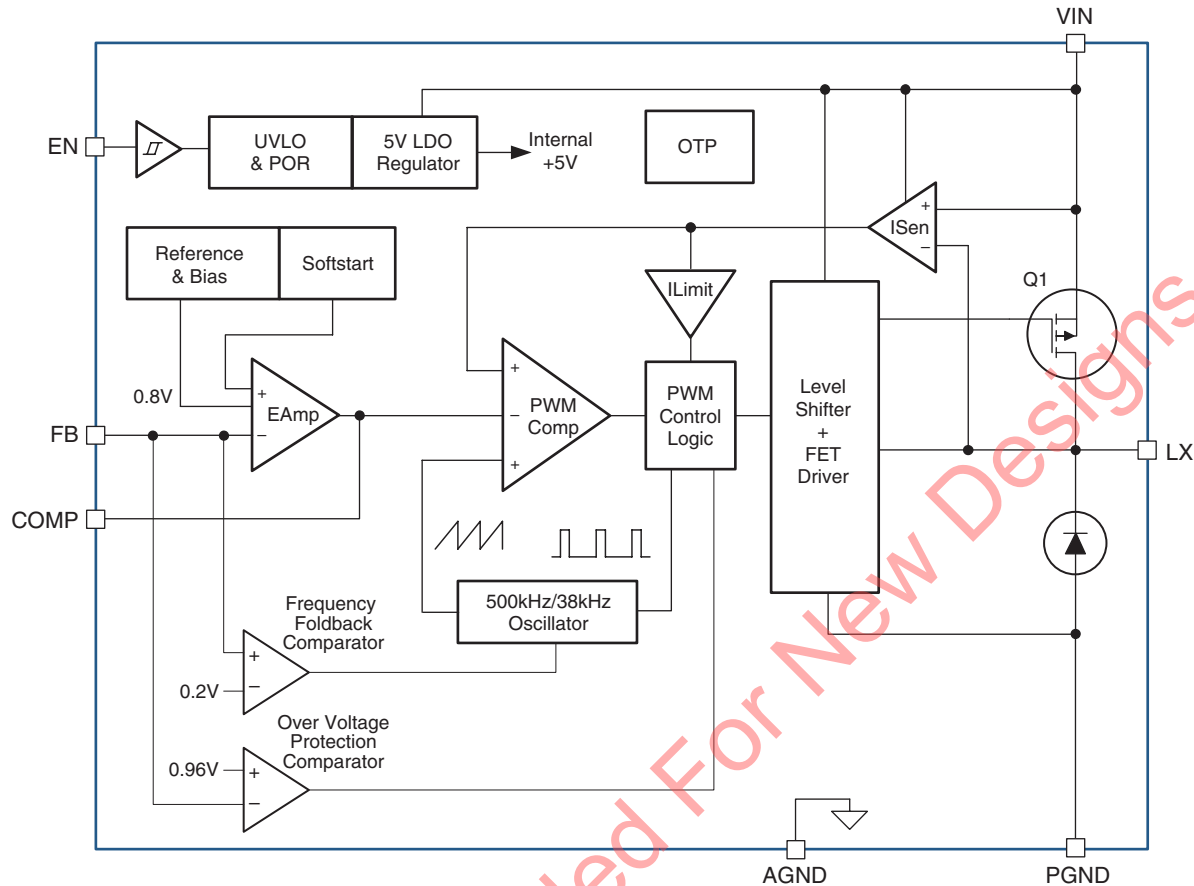 VIN
EN
UVLO
& POR
5V LDO
Regulator
Internal
+5V
OTP
Reference
& Bias
Softstart
ISen
+
−
ILimit
Q1
0.8V
+
−
EAmp
+
−
+
PWM
Comp
PWM
Control
Logic
Level
Shifter
+
FET
Driver
FB
LX
COMP
500kHz/38kHz
Oscillator
Frequency
Foldback
Comparator
+
−
0.2V
Over Voltage
Protection
Comparator
0.96V
+
−
AGND
PGND
For New Designs